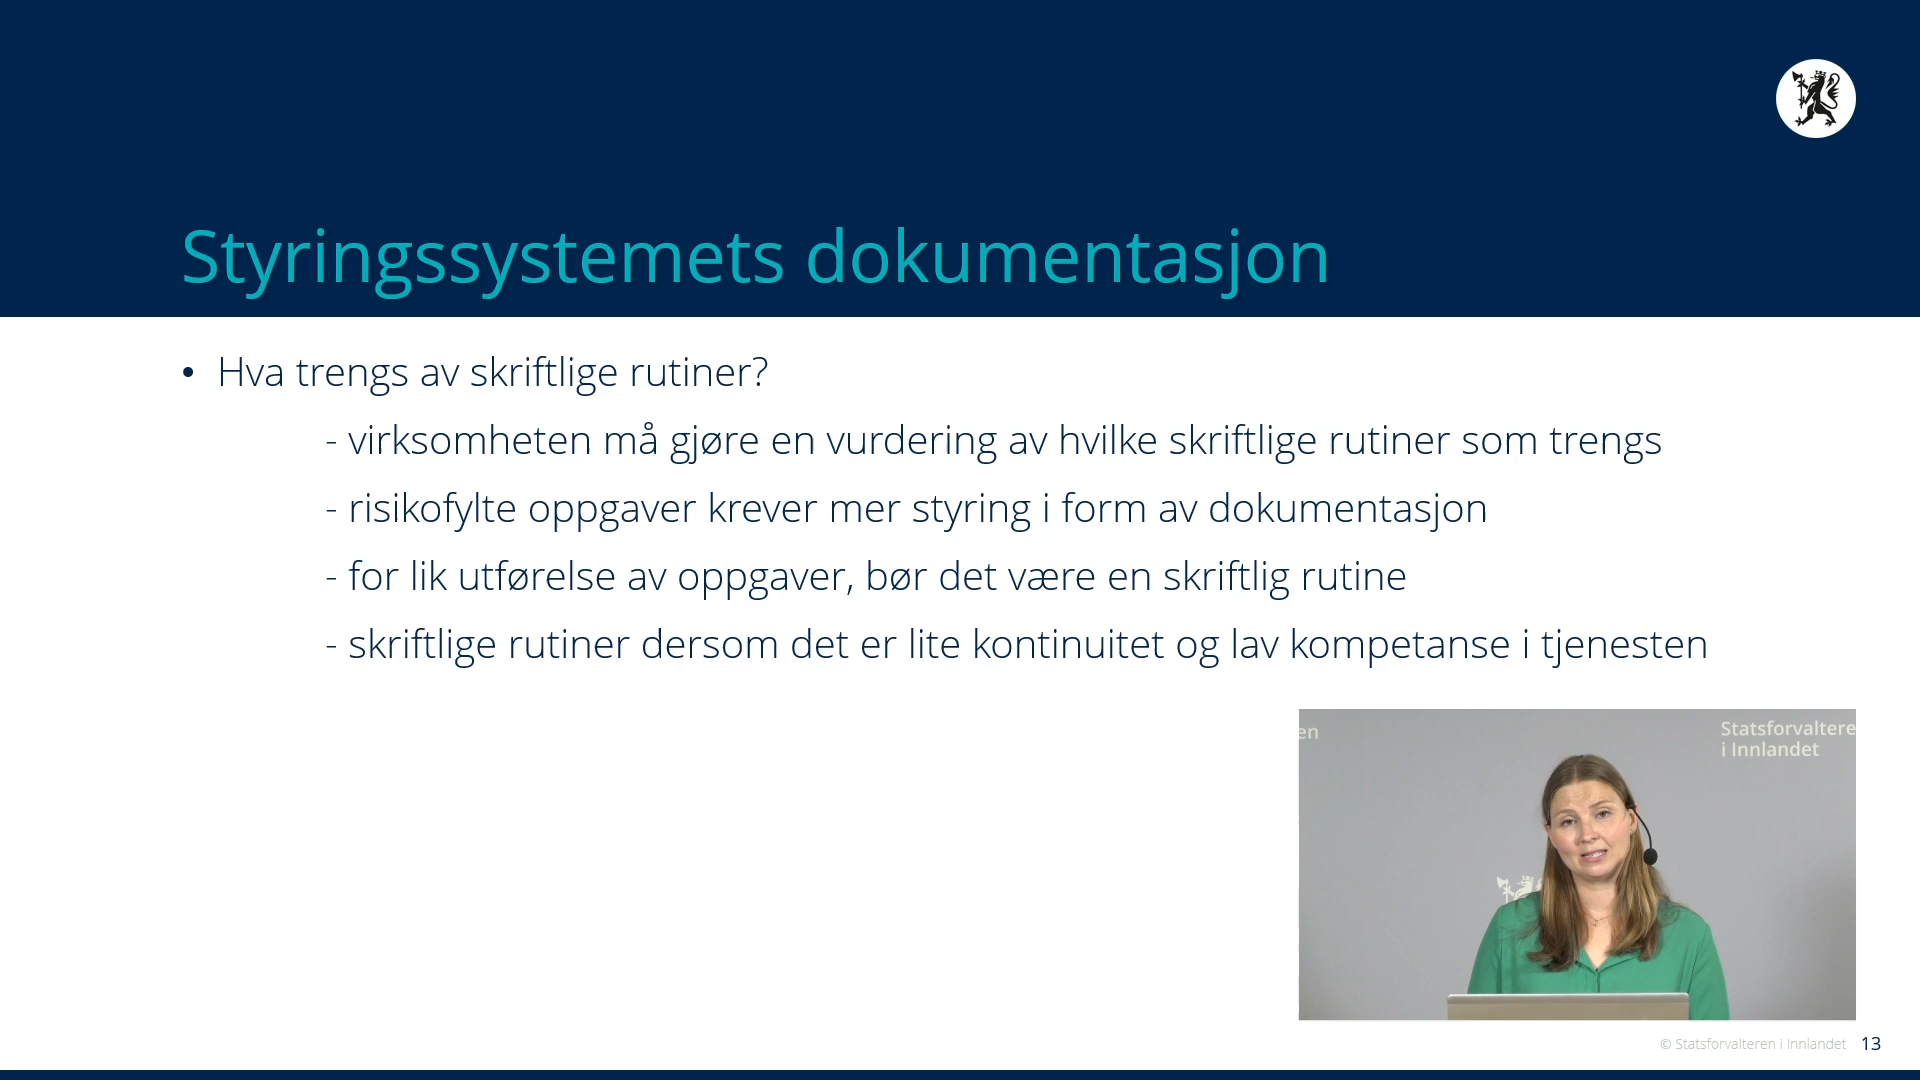 Styringssystemets dokumentasjon
• Hva trengs av skriftlige rutiner?
- virksomheten må gjøre en vurdering av hvilke skriftlige rutiner som trengs
- risikofylte oppgaver krever mer styring i form av dokumentasjon
- for lik utførelse av oppgaver, bør det være en skriftlig rutine
- skriftlige rutiner dersom det er lite kontinuitet og lav kompetanse i tjenesten
en
Statsforvaltere
i Innlandet
© Statsforvalteren i Innlandet 13